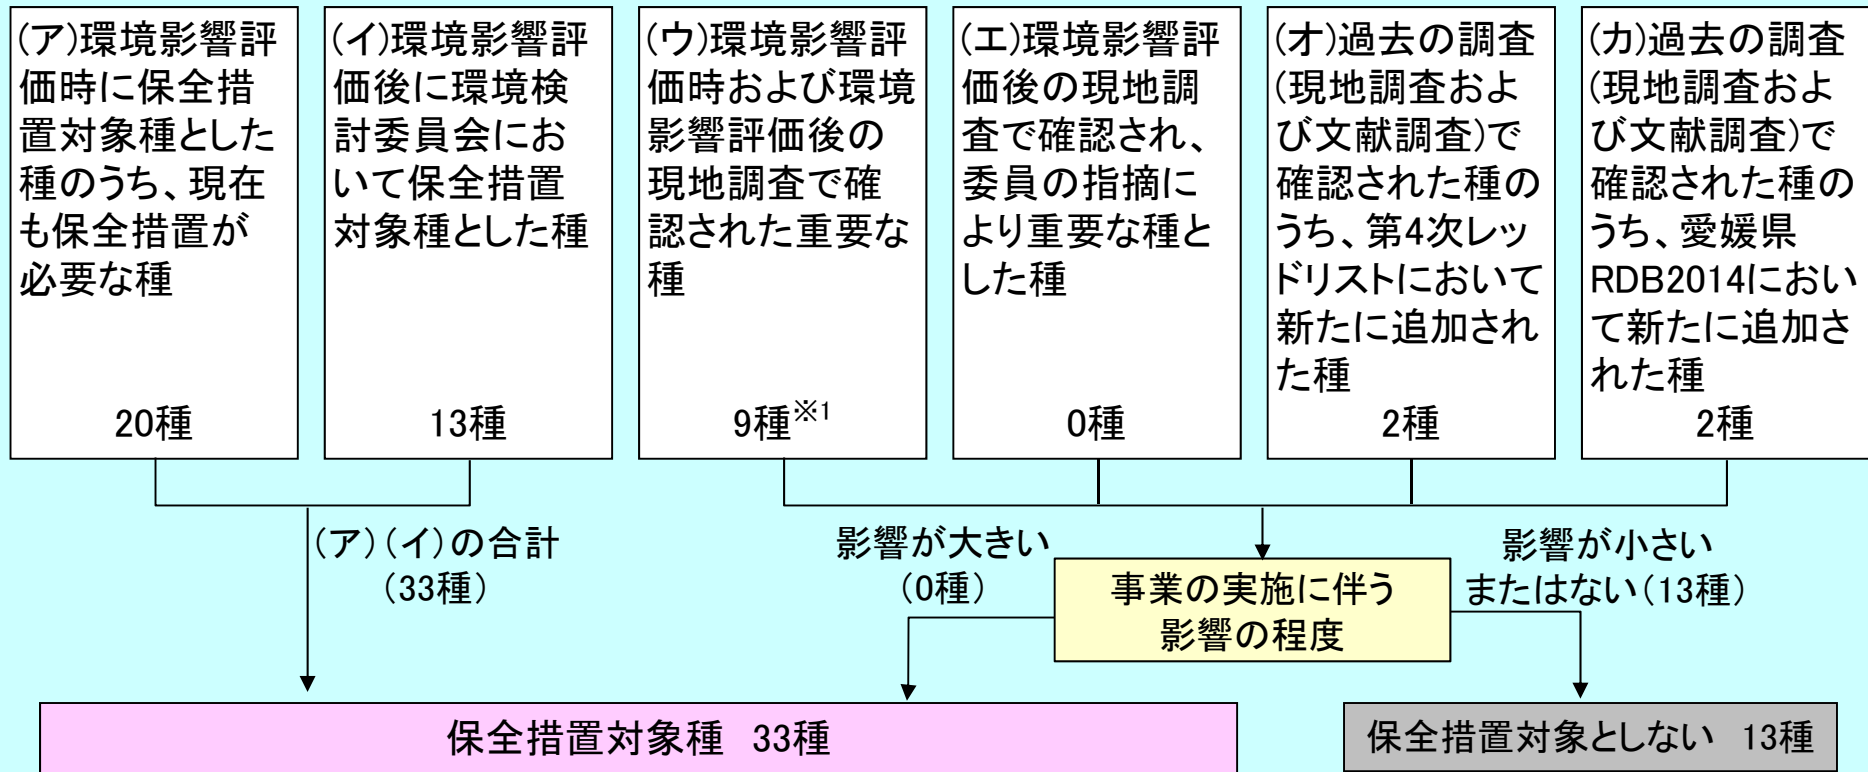 (ア)環境影響評
価時に保全措
置対象種とした
種のうち、現在
も保全措置が
必要な種
20種
(イ)環境影響評
価後に環境検
討委員会にお
いて保全措置
対象種とした種
13種
(ウ)環境影響評
価時および環境
影響評価後の
現地調査で確
認された重要な
種
9種※1
(エ)環境影響評
価後の現地調
査で確認され、
委員の指摘に
より重要な種と
した種
0種
(オ)過去の調査
(現地調査およ
び文献調査)で
確認された種の
うち、第4次レッ
ドリストにおいて
新たに追加され
た種
2種
(カ)過去の調査
(現地調査およ
び文献調査)で
確認された種の
うち、愛媛県
RDB2014におい
て新たに追加さ
れた種
2種
(ア)(イ)の合計
(33種)
影響が大きい
(0種)
事業の実施に伴う
影響の程度
影響が小さい
またはない(13種)
保全措置対象種 33種
保全措置対象としない 13種